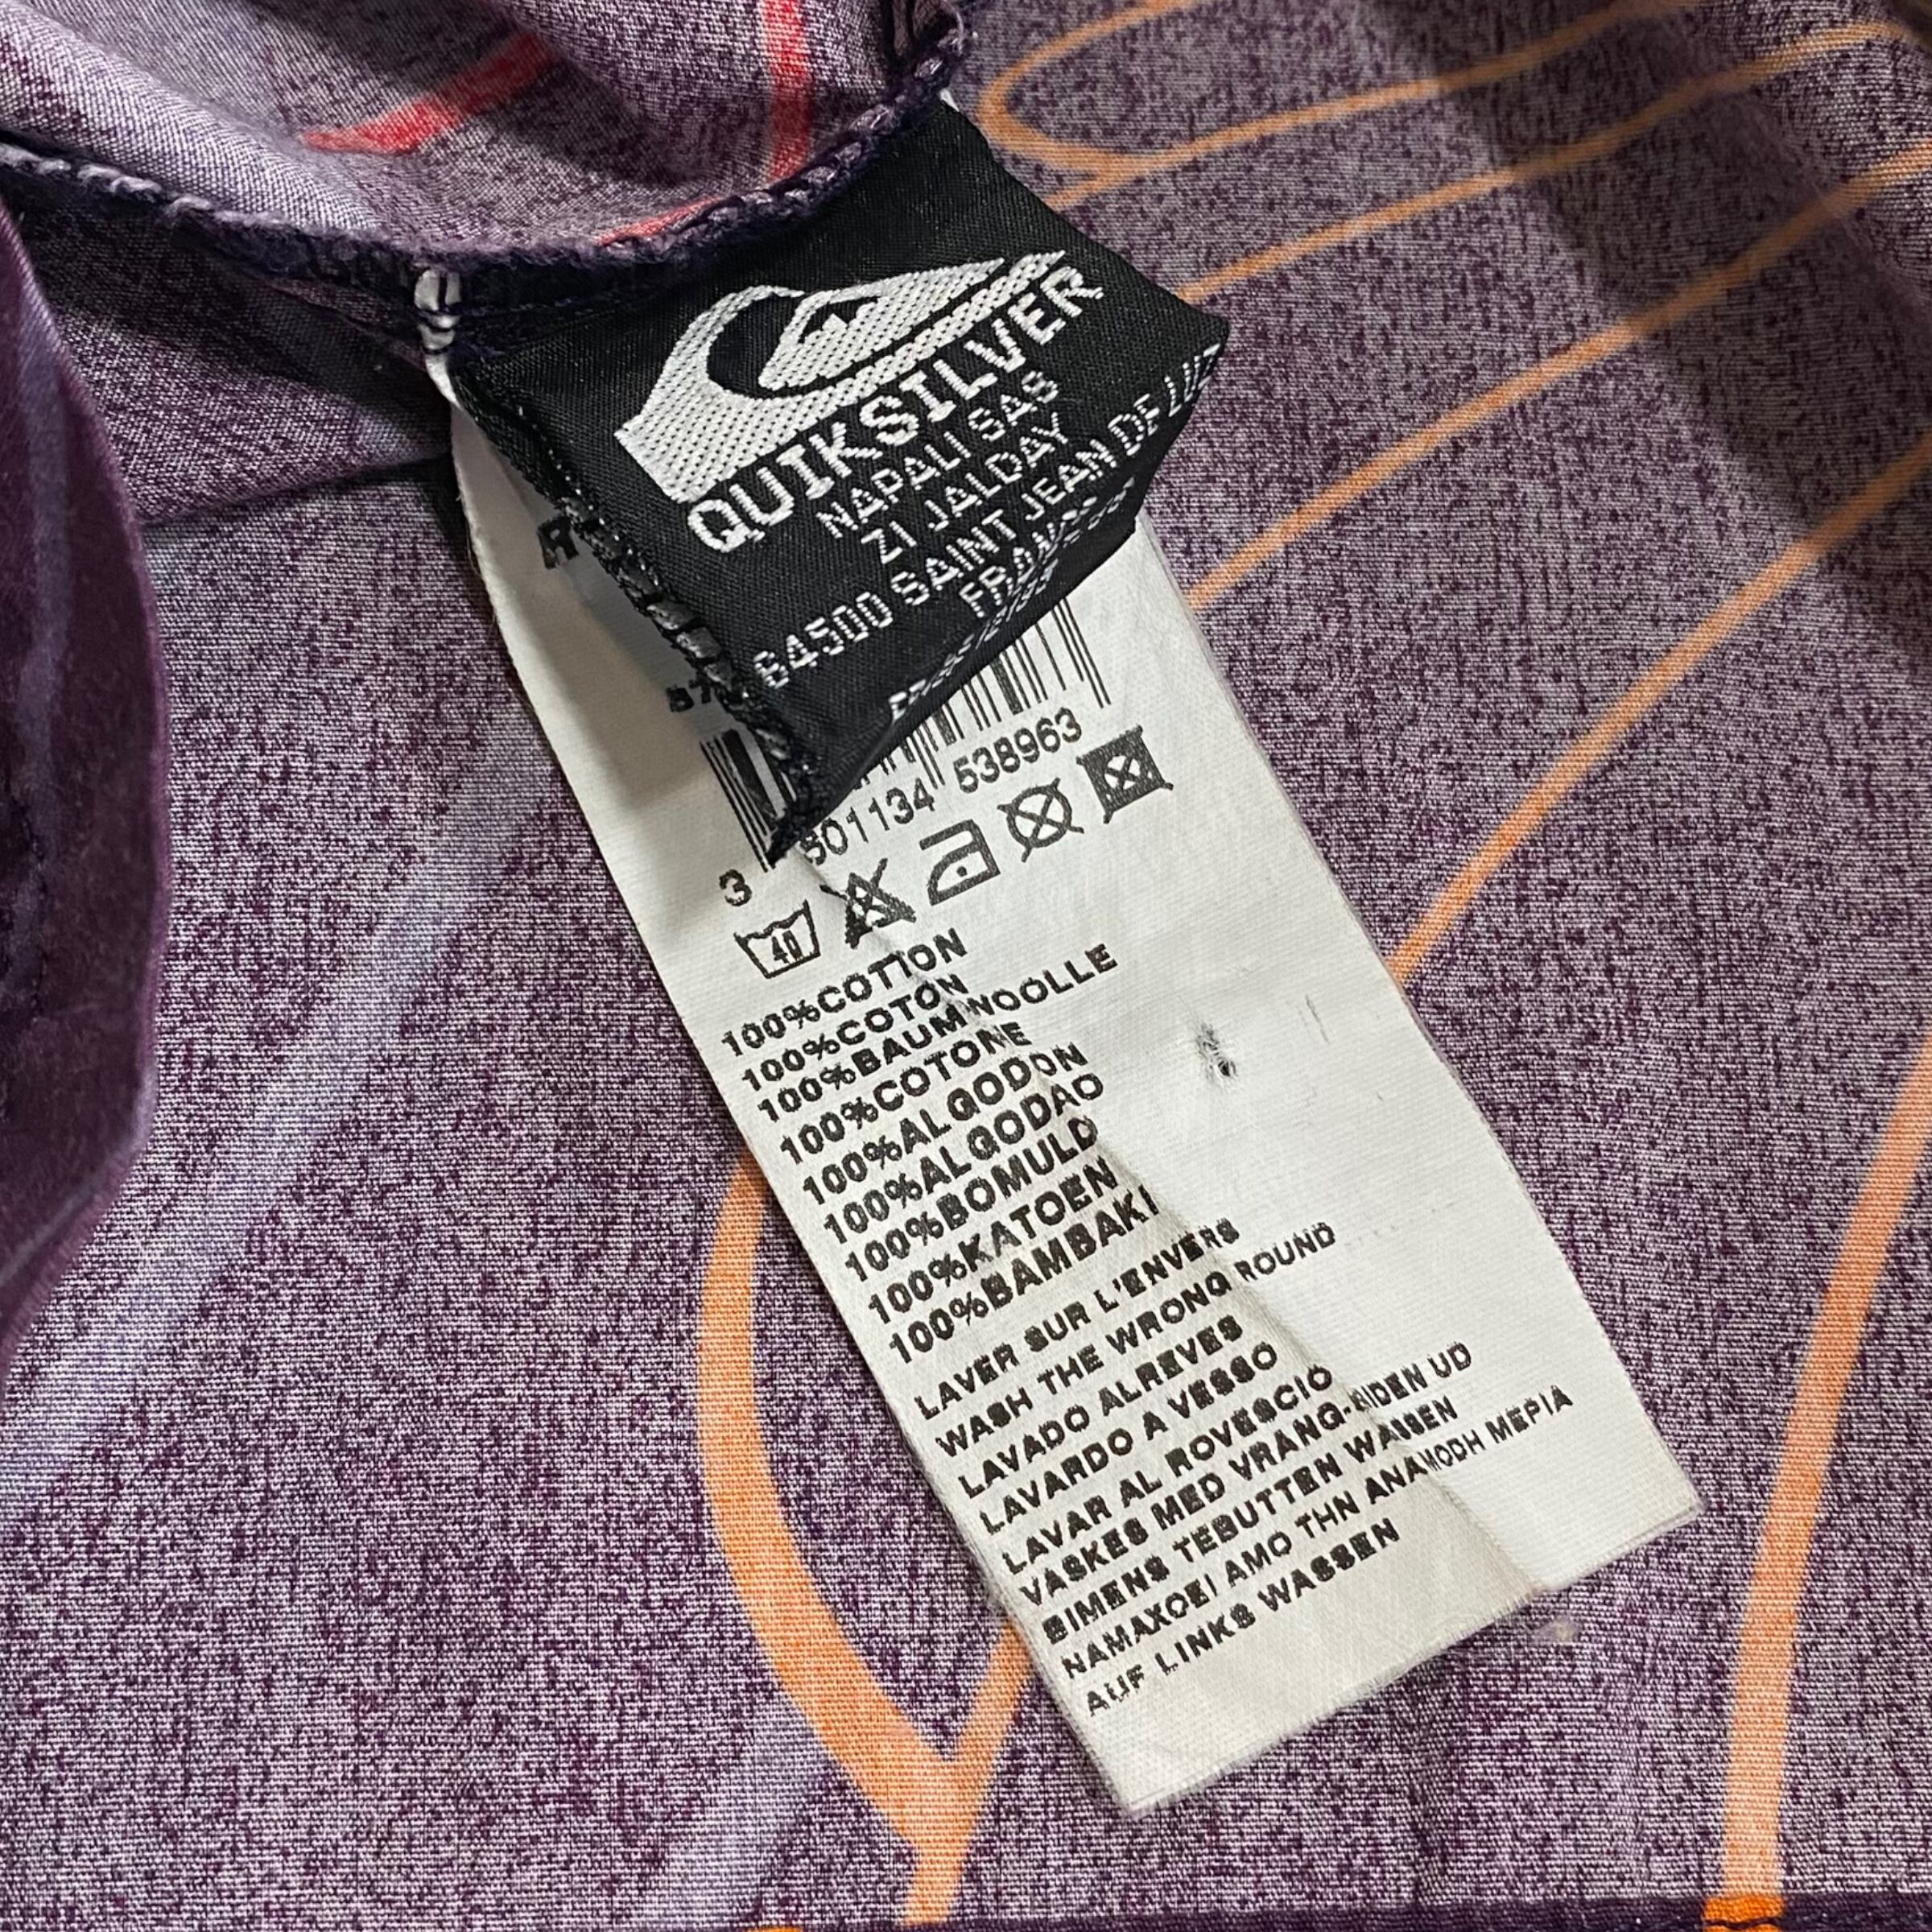 QUIKSILVER
NAPALI SAS
ZI JALDAY
64500 SAINT JEAN DE LUZ
3 501134 538963
40
100%COTTON
100%COTON
100%BAUMWOOLLE
100%COTONE
100%ALGODON
100%ALGODAO
100%BOMULD
100%KATOEN
100%BAMBAKI
LAVER SUR L'ENVERS
WASH THE WRONG ROUND
LAVADO ALREVES
LAVARDO A VESSO
LAVAR AL ROVESCIO
VASKES MED VRANG-SIDEN UD
BIMENS TEBUTTEN WASSEN
NAMAXOEI AMO THN ANAMODH MEPIA
AUF LINKS WASSEN